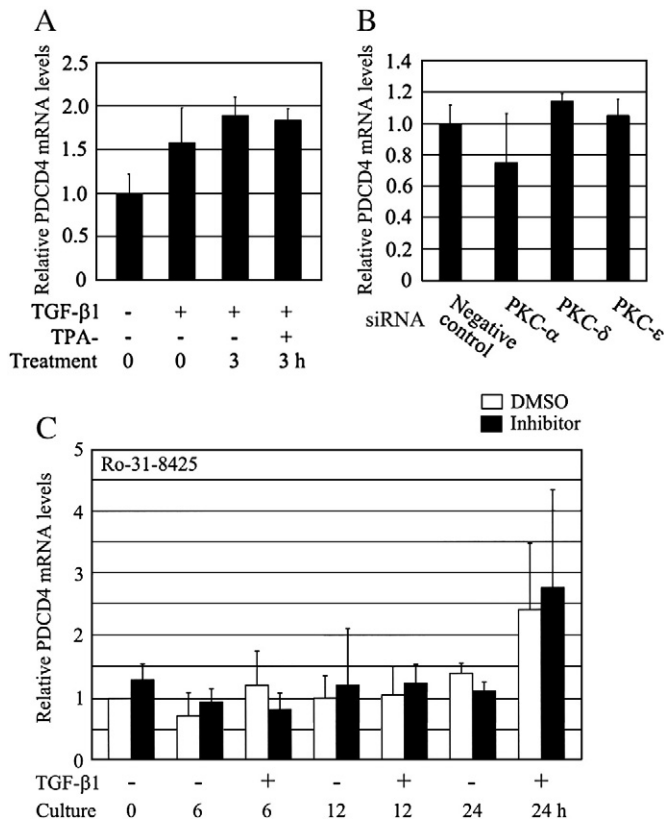 A
Relative PDCD4 mRNA levels
2.5
2.0
1.5
1.0
0.5
0
TGF-β1 - + + +
TPA- - - - +
Treatment 0 0 3 3 h
B
Relative PDCD4 mRNA levels
1.4
1.2
1.0
0.8
0.6
0.4
0.2
0
siRNA
Negative
control
PKC-α
PKC-δ
PKC-ε
C
DMSO
Inhibitor
Relative PDCD4 mRNA levels
5
4
3
2
1
0
Ro-31-8425
TGF-β1 - - + - + - +
Culture 0 6 6 12 12 24 24 h